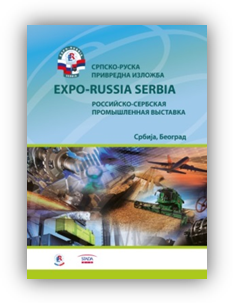 СРПСКО-РУСКА
ПРИВРЕДНА ИЗЛОЖБА
EXPO-RUSSIA SERBIA
РОССИЙСКО-СЕРБСКАЯ
ПРОМЫШЛЕННАЯ ВЫСТАВКА
Србија, Београд